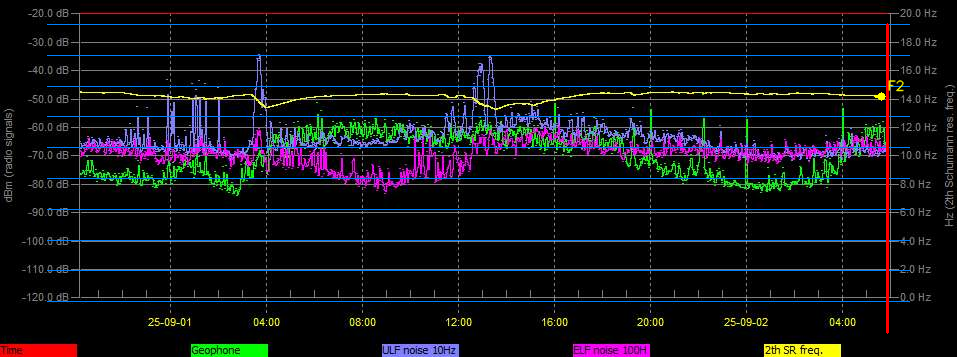 -20.0 dB 20.0 Hz
-30.0 dB 18.0 Hz
-40.0 dB 16.0 Hz
F2
-50.0 dB 14.0 Hz
-60.0 dB 12.0 Hz
-70.0 dB 10.0 Hz
-80.0 dB 8.0 Hz
-90.0 dB 6.0 Hz
-100.0 dB 4.0 Hz
-110.0 dB 2.0 Hz
-120.0 dB 0.0 Hz
dBm (radio signals)
Hz (2th Schumann res. freq.)
25-09-01 04:00 08:00 12:00 16:00 20:00 25-09-02 04:00
Time Geophone ULF noise 10Hz ELF noise 100H 2th SR freq.